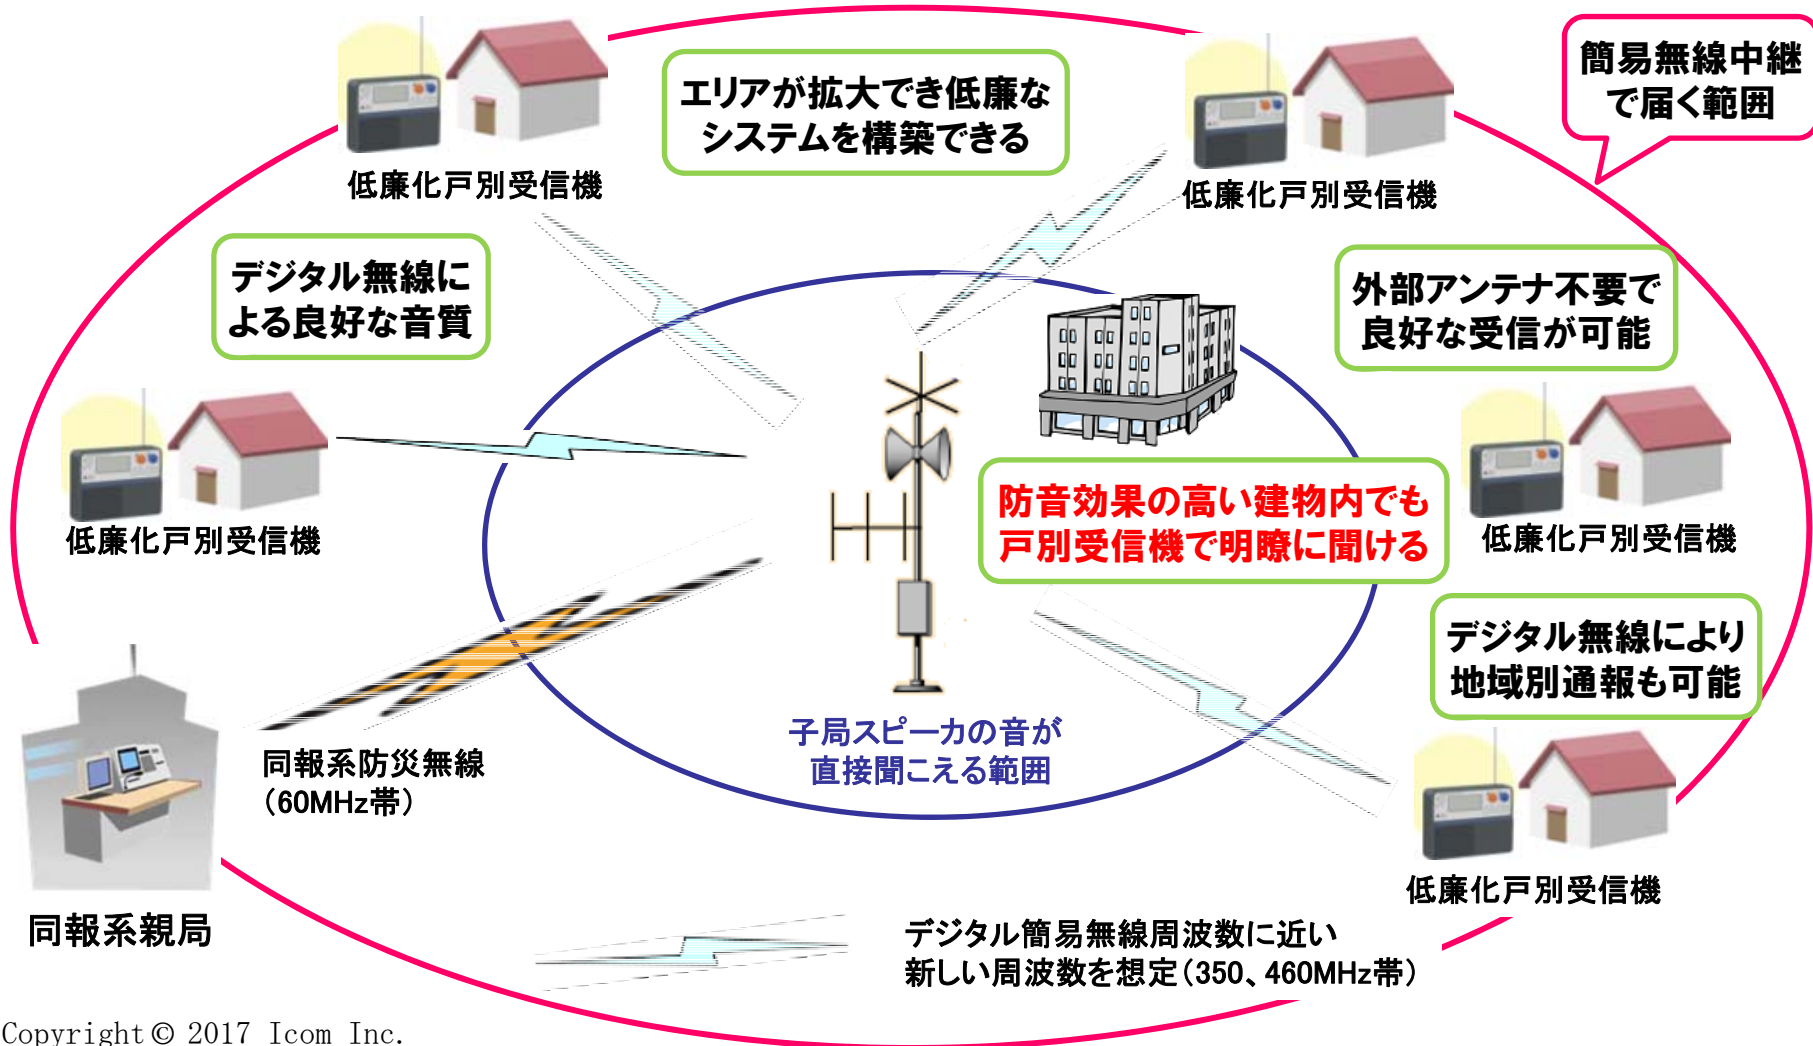 エリアが拡大でき低廉な
システムを構築できる
簡易無線中継
で届く範囲
低廉化戸別受信機
低廉化戸別受信機
デジタル無線に
よる良好な音質
外部アンテナ不要で
良好な受信が可能
低廉化戸別受信機
防音効果の高い建物内でも
戸別受信機で明瞭に聞ける
低廉化戸別受信機
デジタル無線により
地域別通報も可能
子局スピーカの音が
直接聞こえる範囲
同報系防災無線
（60MHz帯）
低廉化戸別受信機
同報系親局
デジタル簡易無線周波数に近い
新しい周波数を想定（350、460MHz帯）
Copyright © 2017 Icom Inc.